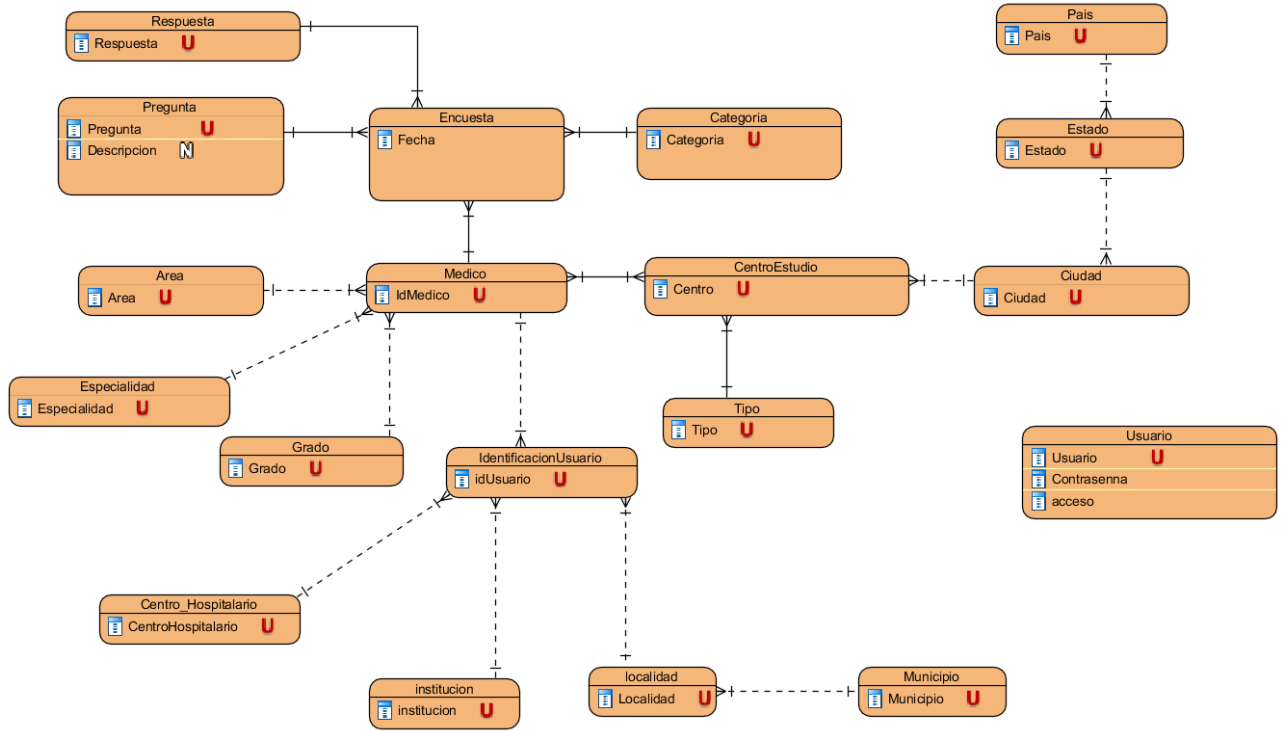 Respuesta
Respuesta U
Pais
Pais U
Pregunta
Pregunta U
Descripcion N
Encuesta
Fecha
Categoria
Categoria U
Estado
Estado U
Area
Area U
Medico
IdMedico U
CentroEstudio
Centro U
Ciudad
Ciudad U
Especialidad
Especialidad U
Grado
Grado U
Tipo
Tipo U
IdentificacionUsuario
idUsuario U
Usuario
Usuario U
Contrasenna
acceso
Centro_Hospitalario
CentroHospitalario U
institucion
institucion U
localidad
Localidad U
Municipio
Municipio U